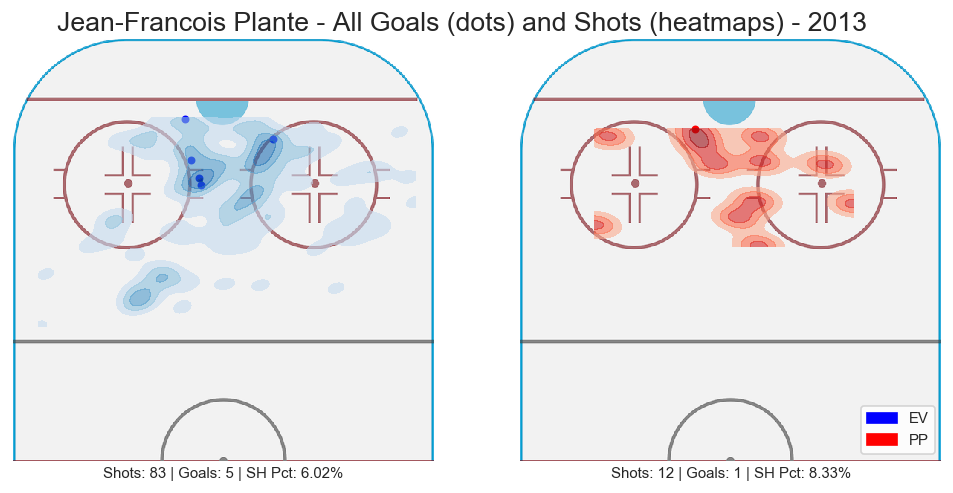 Jean-Francois Plante - All Goals (dots) and Shots (heatmaps) - 2013
EV
PP
Shots: 83 | Goals: 5 | SH Pct: 6.02%
Shots: 12 | Goals: 1 | SH Pct: 8.33%